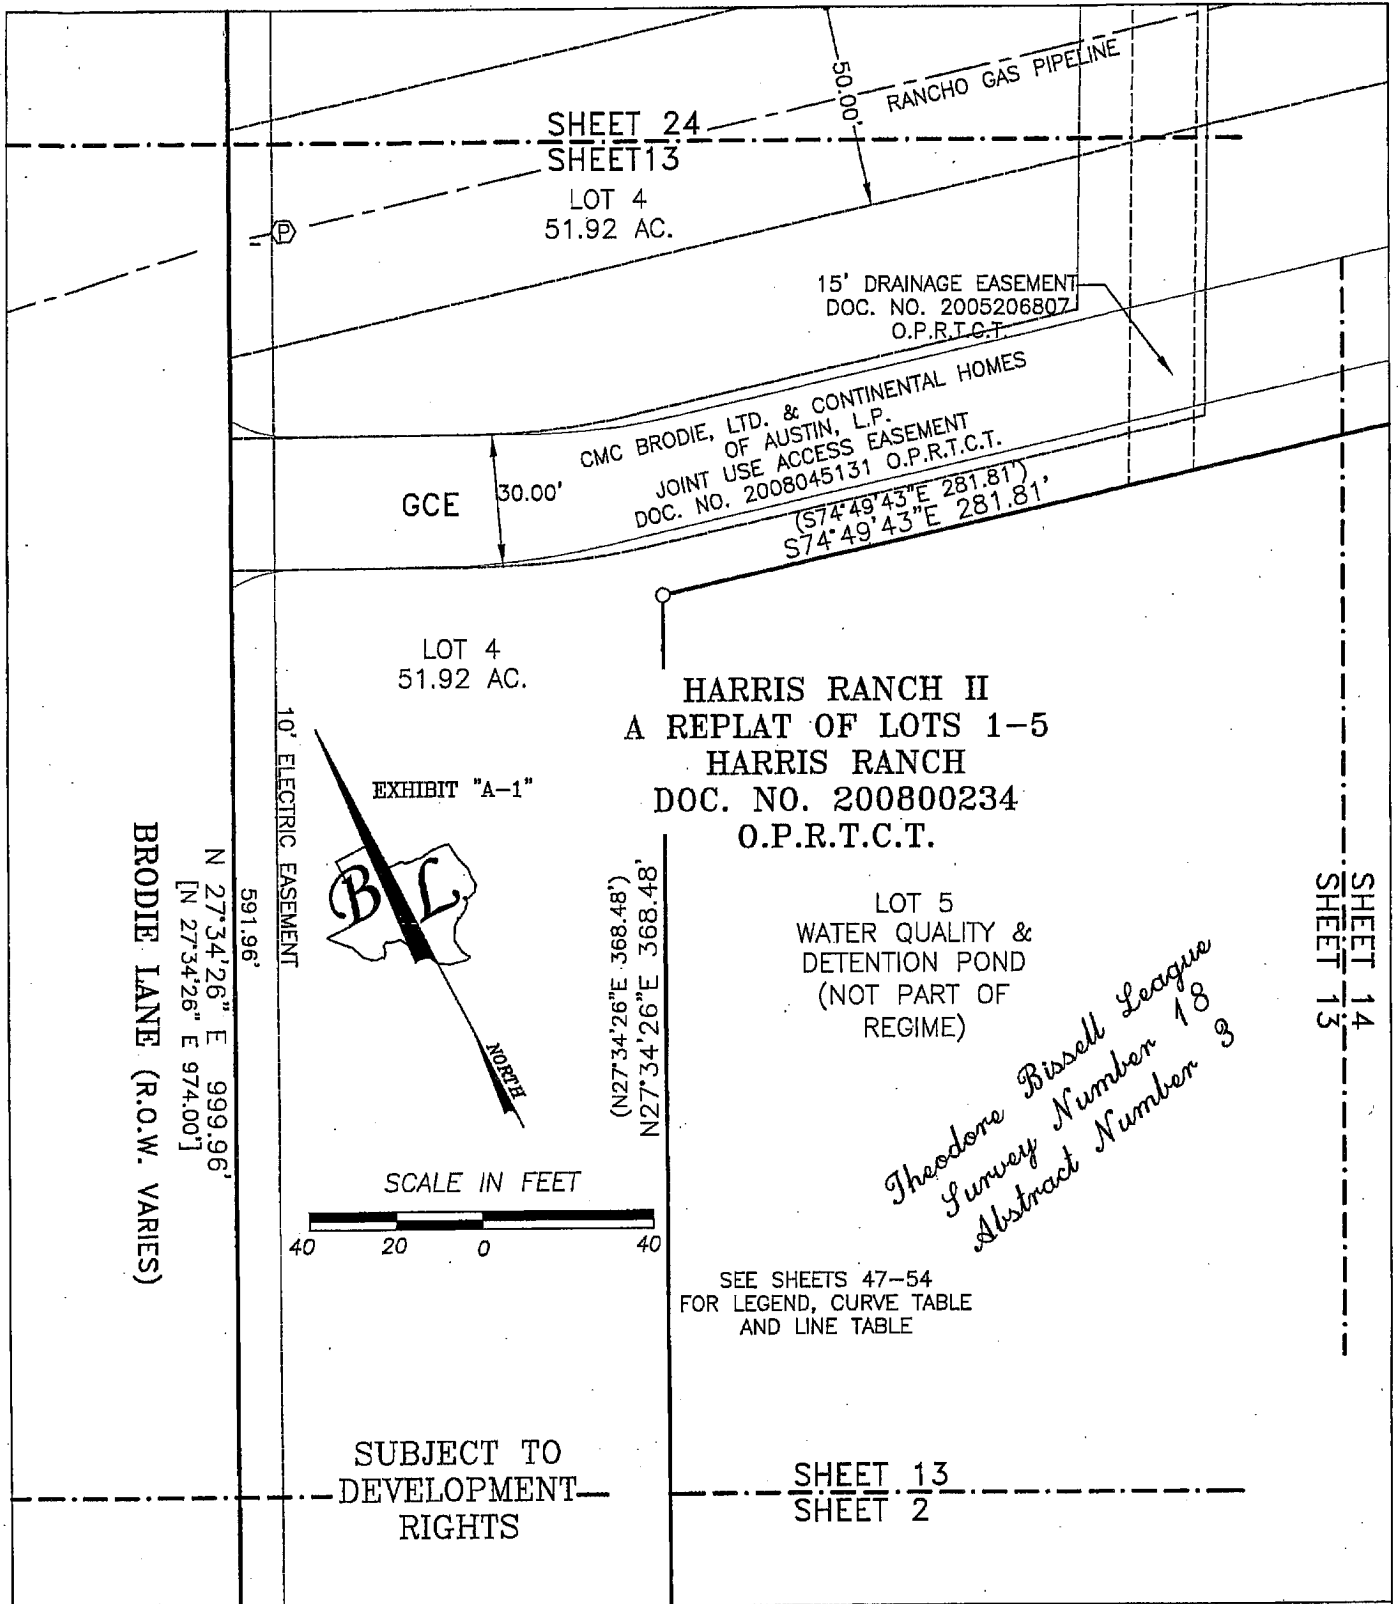 50.00'
RANCHO GAS PIPELINE
SHEET 24
SHEET13
LOT 4
51.92 AC.
P
15' DRAINAGE EASEMENT
DOC. NO. 2005206807
O.P.R.T.C.T.
CMC BRODIE, LTD. & CONTINENTAL HOMES
OF AUSTIN, L.P.
JOINT USE ACCESS EASEMENT
DOC. NO. 2008045131 O.P.R.T.C.T.
(S74°49'43"E 281.81')
S74°49'43"E 281.81'
GCE
30.00'
LOT 4
51.92 AC.
HARRIS RANCH II
A REPLAT OF LOTS 1-5
HARRIS RANCH
DOC. NO. 200800234
O.P.R.T.C.T.
10' ELECTRIC EASEMENT
EXHIBIT "A-1"
B L
NORTH
BRODIE LANE (R.O.W. VARIES)
N 27°34'26" E 999.96'
[N 27°34'26" E 974.00']
591.96'
(N27°34'26"E 368.48')
N27°34'26"E 368.48'
LOT 5
WATER QUALITY &
DETENTION POND
(NOT PART OF
REGIME)
SHEET 14
SHEET 13
Theodore Bissell League
Survey Number 18
Abstract Number 3
SCALE IN FEET
40 20 0 40
SEE SHEETS 47-54
FOR LEGEND, CURVE TABLE
AND LINE TABLE
SUBJECT TO
DEVELOPMENT
RIGHTS
SHEET 13
SHEET 2